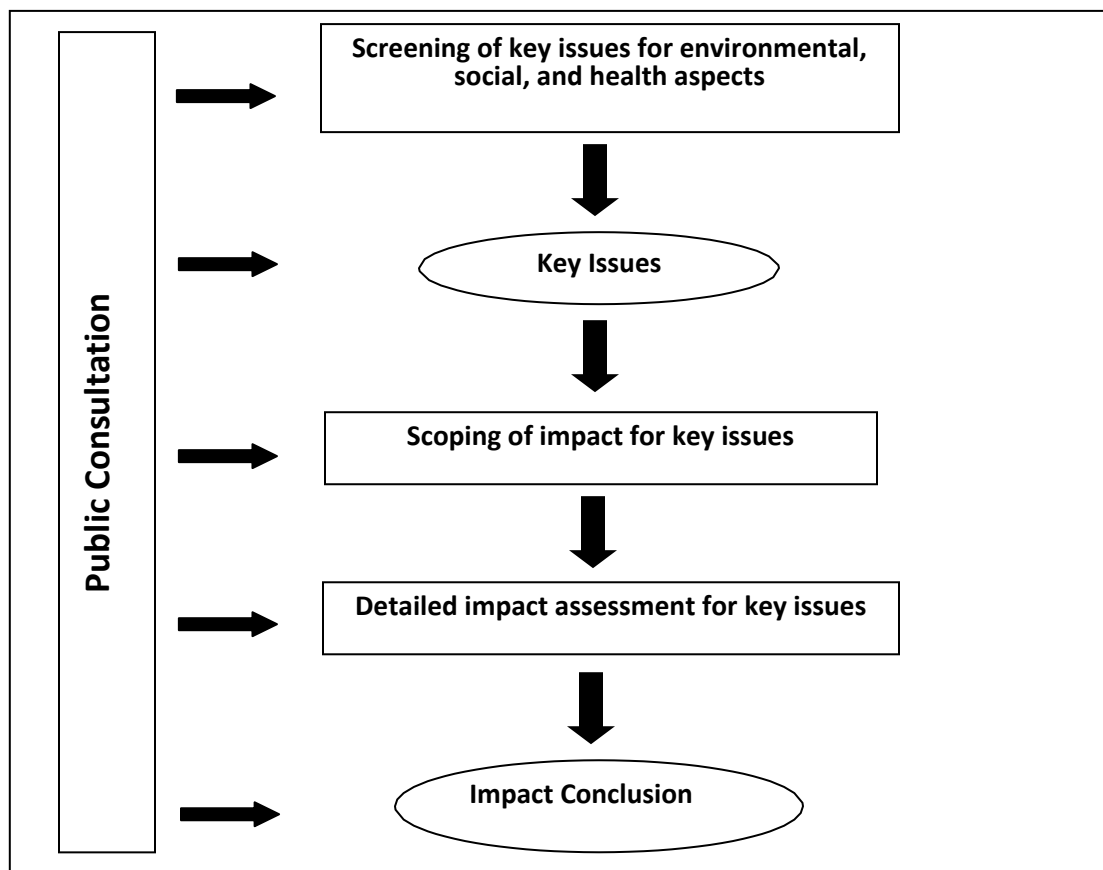 Public Consultation
Screening of key issues for environmental,
social, and health aspects
Key Issues
Scoping of impact for key issues
Detailed impact assessment for key issues
Impact Conclusion